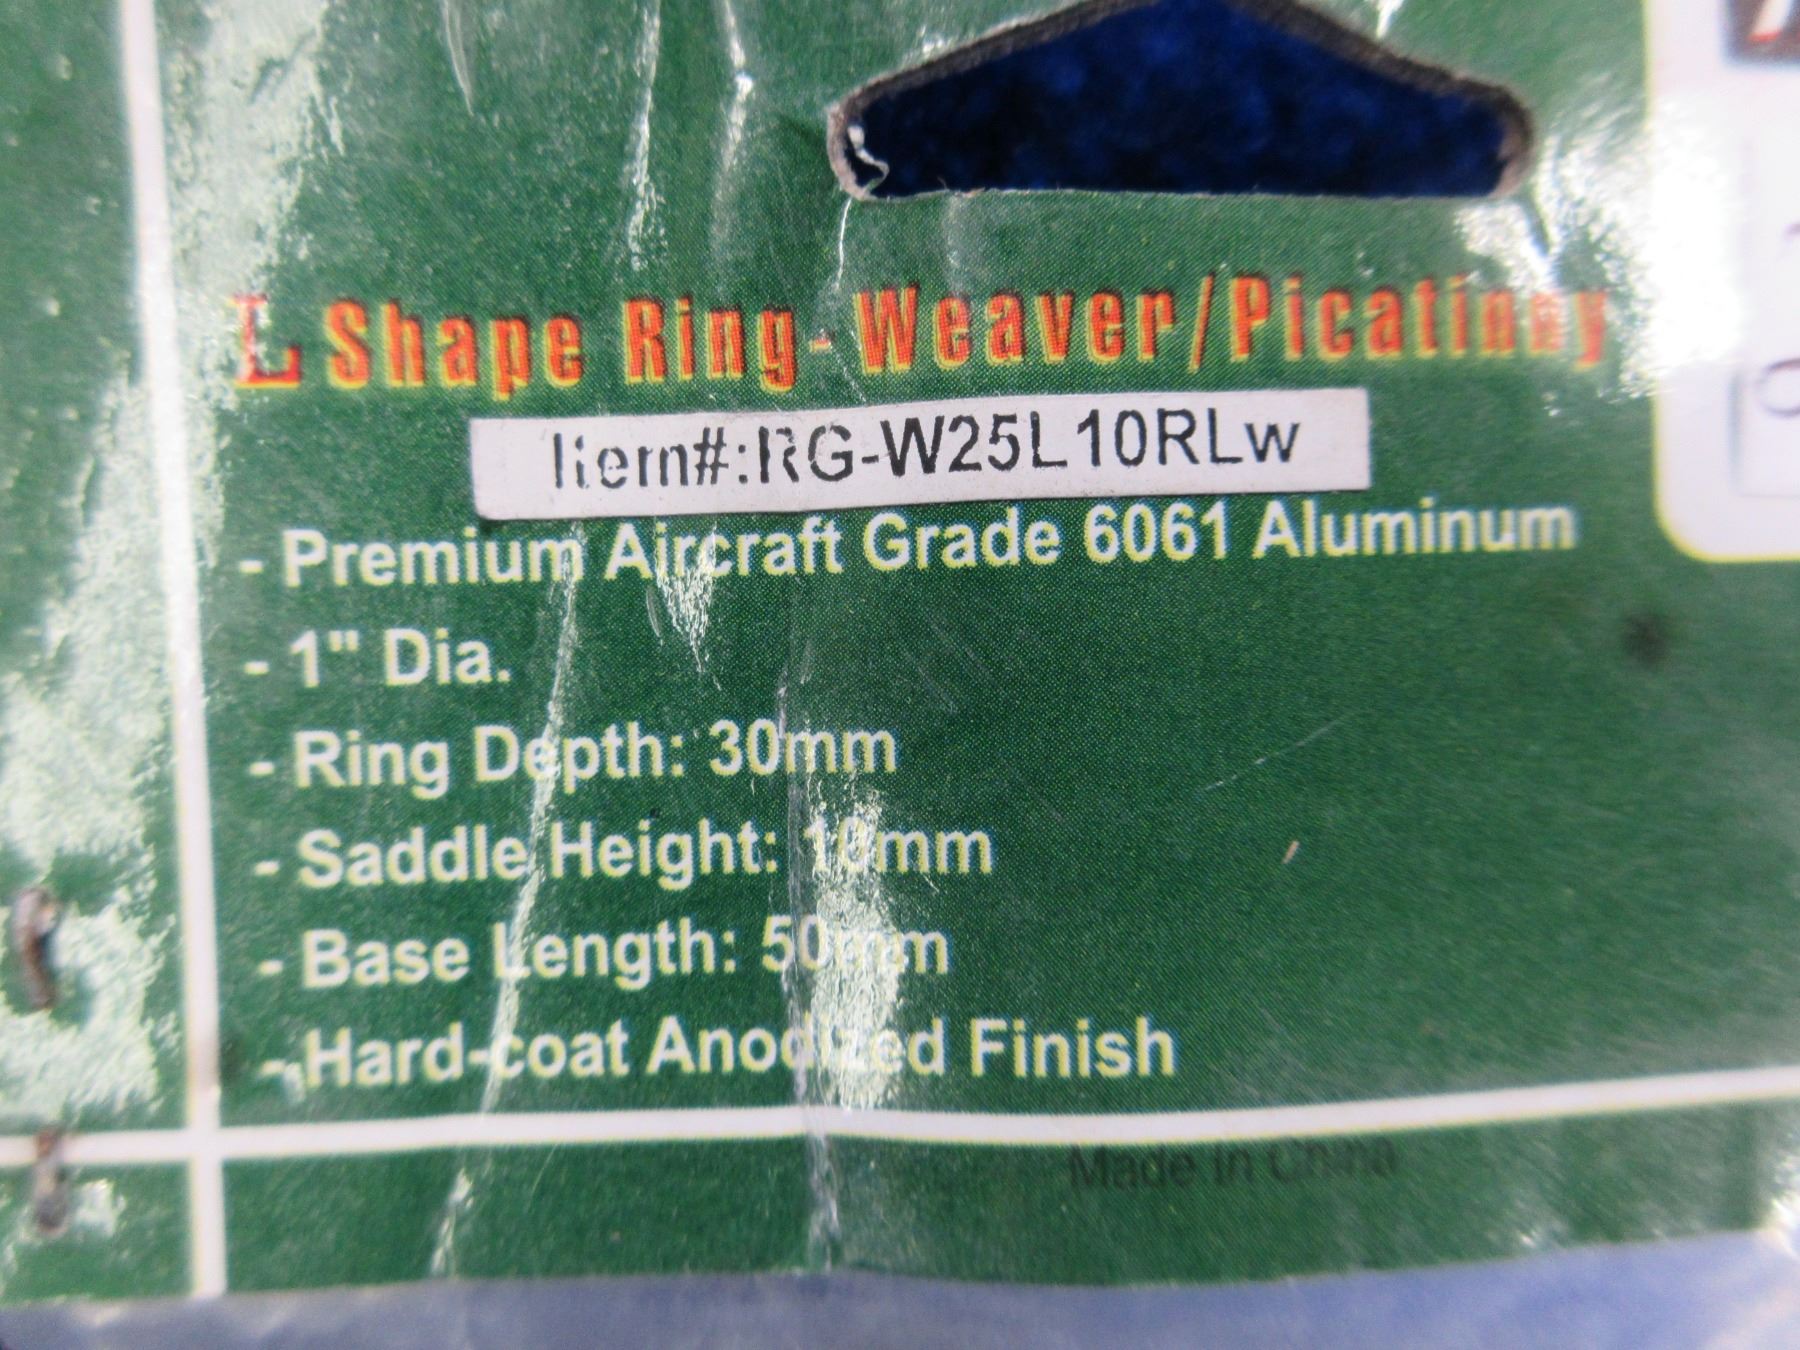 L Shape Ring- Weaver/Picatinny
Item#:RG-W25L10RLw
- Premium Aircraft Grade 6061 Aluminum
- 1" Dia.
- Ring Depth: 30mm
- Saddle Height: 10mm
- Base Length: 50mm
- Hard-coat Anodized Finish
Made In China